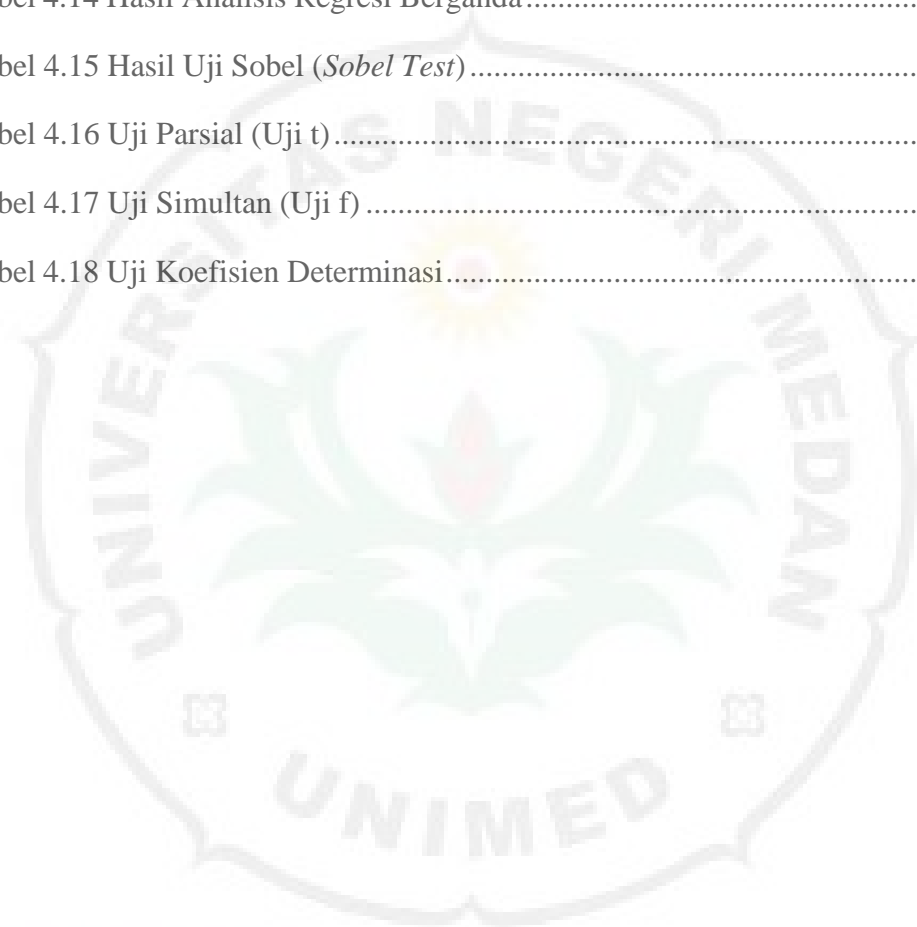 bel 4.14 Hasil Analisis Regresi Berganda..........................................................
bel 4.15 Hasil Uji Sobel (Sobel Test)..........................................................
bel 4.16 Uji Parsial (Uji t)..........................................................
bel 4.17 Uji Simultan (Uji f)..........................................................
bel 4.18 Uji Koefisien Determinasi..........................................................
UNIVERSITAS NEGERI MEDAN
UNIMED